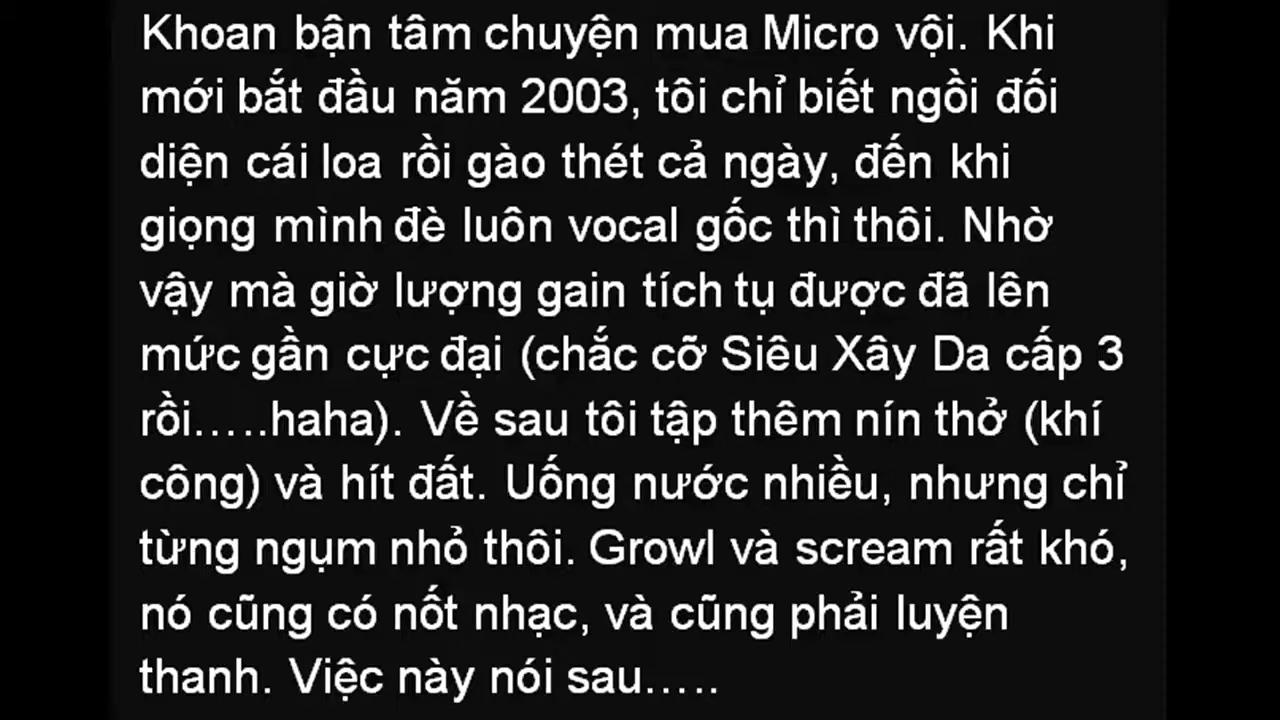 Khoan bận tâm chuyện mua Micro vội. Khi
mới bắt đầu năm 2003, tôi chỉ biết ngồi đối
diện cái loa rồi gào thét cả ngày, đến khi
giọng mình đè luôn vocal gốc thì thôi. Nhờ
vậy mà giờ lượng gain tích tụ được đã lên
mức gần cực đại (chắc cỡ Siêu Xây Da cấp 3
rồi…..haha). Về sau tôi tập thêm nín thở (khí
công) và hít đất. Uống nước nhiều, nhưng chỉ
từng ngụm nhỏ thôi. Growl và scream rất khó,
nó cũng có nốt nhạc, và cũng phải luyện
thanh. Việc này nói sau…..